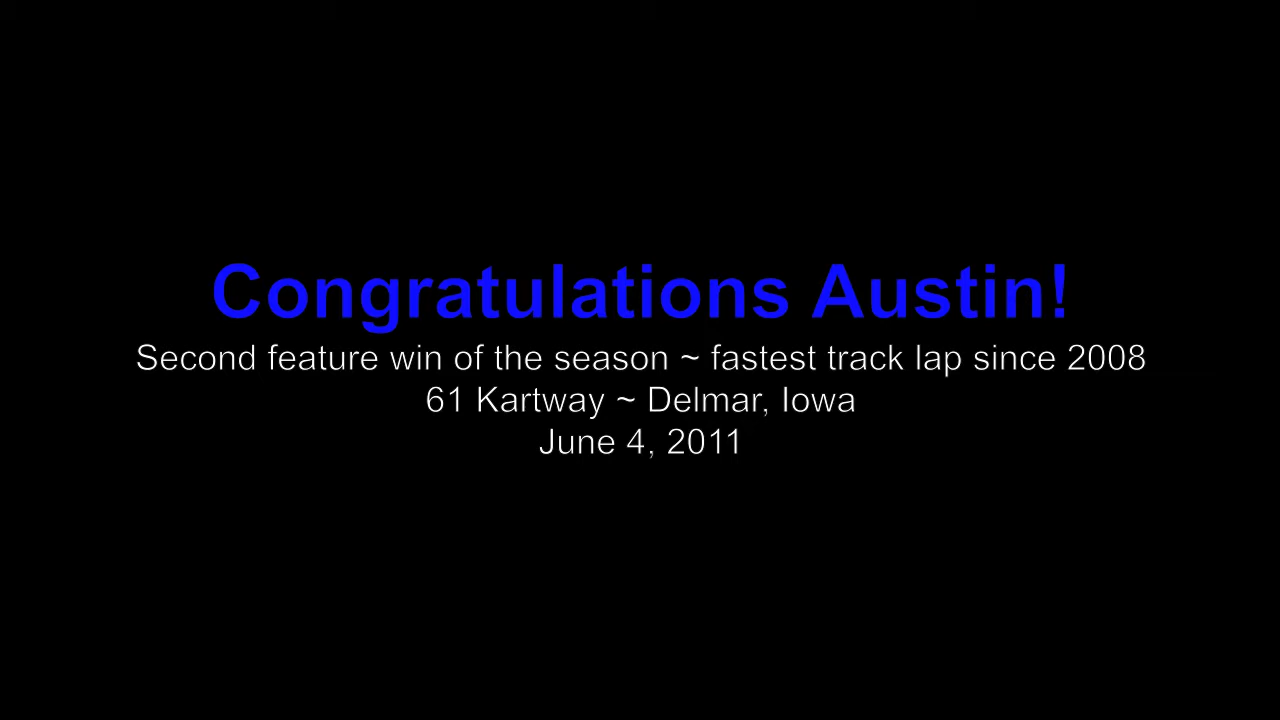 Congratulations Austin!
Second feature win of the season ~ fastest track lap since 2008
61 Kartway ~ Delmar, Iowa
June 4, 2011